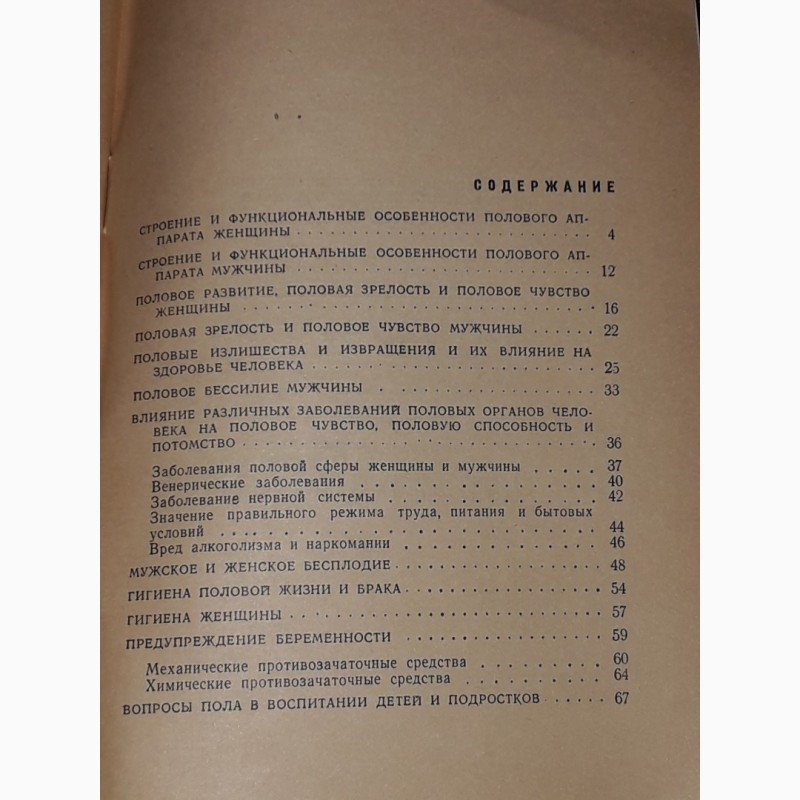 СОДЕРЖАНИЕ
СТРОЕНИЕ И ФУНКЦИОНАЛЬНЫЕ ОСОБЕННОСТИ ПОЛОВОГО АП-
ПАРАТА ЖЕНЩИНЫ 4
СТРОЕНИЕ И ФУНКЦИОНАЛЬНЫЕ ОСОБЕННОСТИ ПОЛОВОГО АП-
ПАРАТА МУЖЧИНЫ 12
ПОЛОВОЕ РАЗВИТИЕ, ПОЛОВАЯ ЗРЕЛОСТЬ И ПОЛОВОЕ ЧУВСТВО
ЖЕНЩИНЫ 16
ПОЛОВАЯ ЗРЕЛОСТЬ И ПОЛОВОЕ ЧУВСТВО МУЖЧИНЫ 22
ПОЛОВЫЕ ИЗЛИШЕСТВА И ИЗВРАЩЕНИЯ И ИХ ВЛИЯНИЕ НА
ЗДОРОВЬЕ ЧЕЛОВЕКА 25
ПОЛОВОЕ БЕССИЛИЕ МУЖЧИНЫ 33
ВЛИЯНИЕ РАЗЛИЧНЫХ ЗАБОЛЕВАНИЙ ПОЛОВЫХ ОРГАНОВ ЧЕЛО-
ВЕКА НА ПОЛОВОЕ ЧУВСТВО, ПОЛОВУЮ СПОСОБНОСТЬ И
ПОТОМСТВО 36
Заболевания половой сферы женщины и мужчины 37
Венерические заболевания 40
Заболевание нервной системы 42
Значение правильного режима труда, питания и бытовых
условий 44
Вред алкоголизма и наркомании 46
МУЖСКОЕ И ЖЕНСКОЕ БЕСПЛОДИЕ 48
ГИГИЕНА ПОЛОВОЙ ЖИЗНИ И БРАКА 54
ГИГИЕНА ЖЕНЩИНЫ 57
ПРЕДУПРЕЖДЕНИЕ БЕРЕМЕННОСТИ 59
Механические противозачаточные средства 60
Химические противозачаточные средства 64
ВОПРОСЫ ПОЛА В ВОСПИТАНИИ ДЕТЕЙ И ПОДРОСТКОВ 67